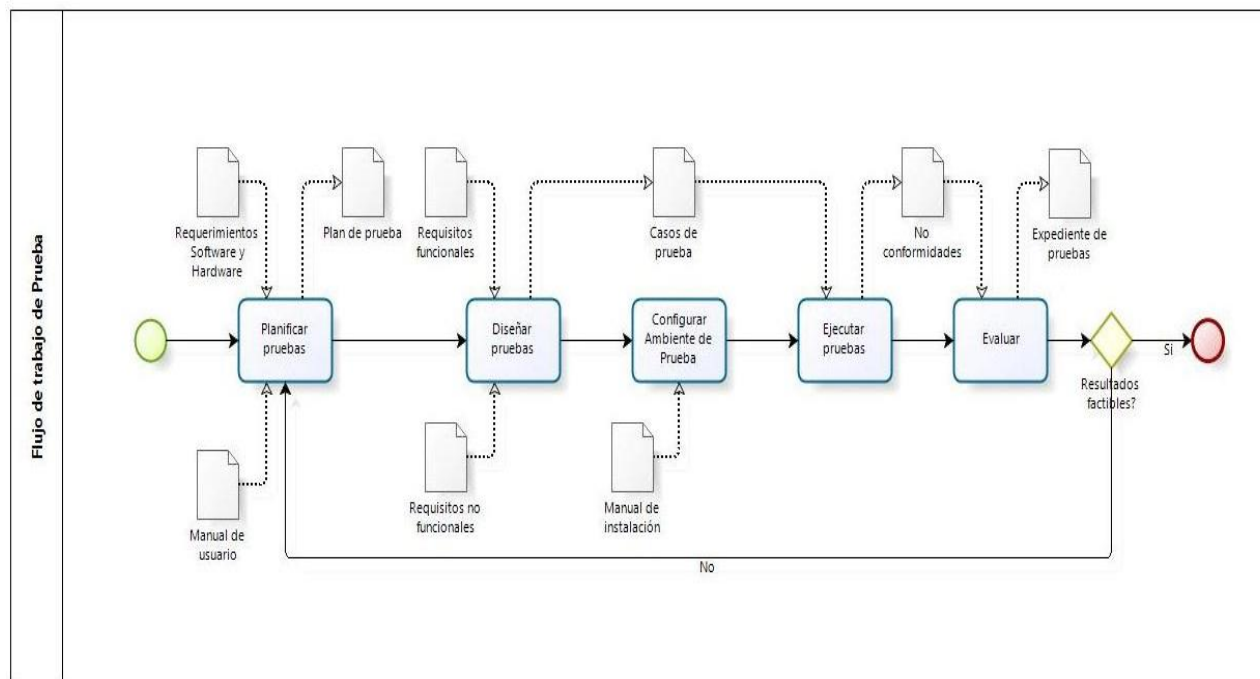 Flujo de trabajo de Prueba
Requerimientos
Software y
Hardware
Plan de prueba
Requisitos
funcionales
Casos de
prueba
No
conformidades
Expediente de
pruebas
Planificar
pruebas
Diseñar
pruebas
Configurar
Ambiente de
Prueba
Ejecutar
pruebas
Evaluar
Si
Resultados
factibles?
Manual de
usuario
Requisitos no
funcionales
Manual de
instalación
No